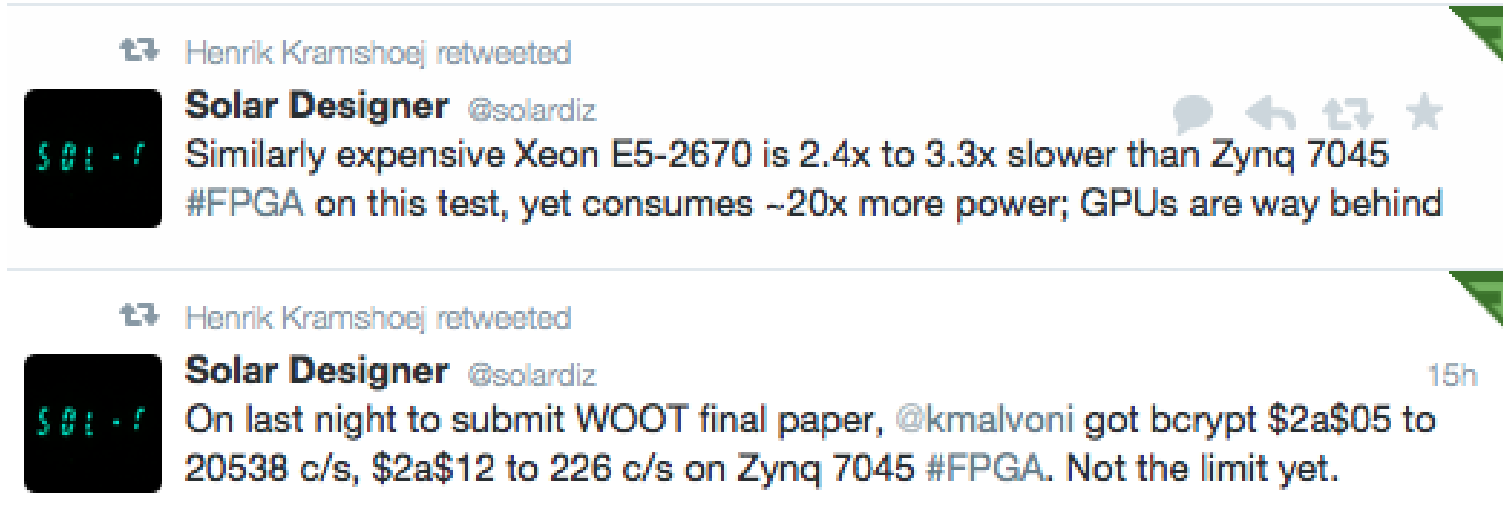 Henrik Kramshoej retweeted
Solar Designer @solardiz
Similarly expensive Xeon E5-2670 is 2.4x to 3.3x slower than Zynq 7045
#FPGA on this test, yet consumes ~20x more power; GPUs are way behind
Henrik Kramshoej retweeted
Solar Designer @solardiz 15h
On last night to submit WOOT final paper, @kmalvoni got bcrypt $2a$05 to
20538 c/s, $2a$12 to 226 c/s on Zynq 7045 #FPGA. Not the limit yet.